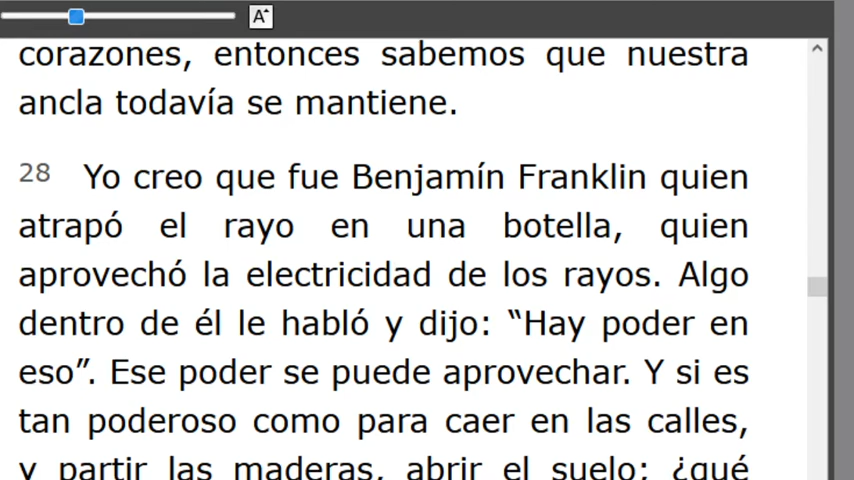 A
corazones, entonces sabemos que nuestra
ancla todavía se mantiene.
28 Yo creo que fue Benjamín Franklin quien
atrapó el rayo en una botella, quien
aprovechó la electricidad de los rayos. Algo
dentro de él le habló y dijo: “Hay poder en
eso”. Ese poder se puede aprovechar. Y si es
tan poderoso como para caer en las calles,
y partir las maderas, abrir el suelo; ¿qué